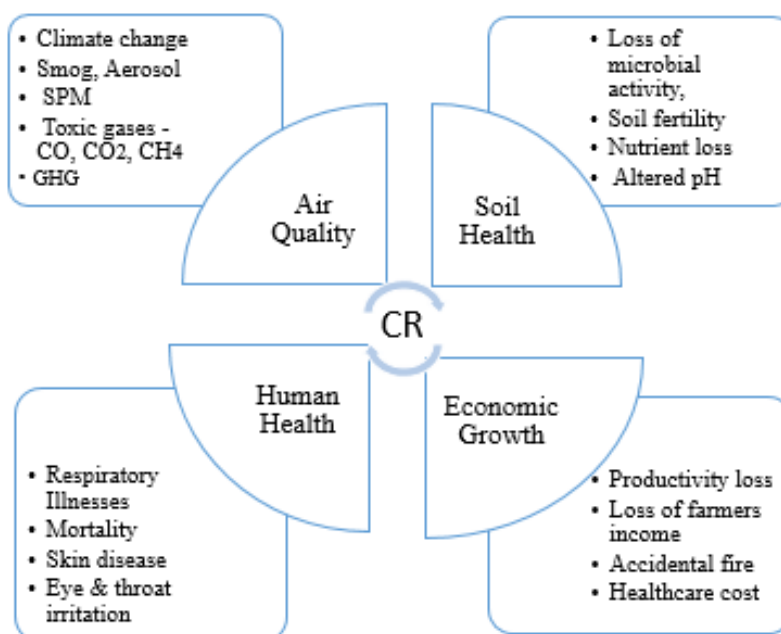 • Climate change
• Smog, Aerosol
• SPM
• Toxic gases -
CO, CO2, CH4
• GHG
Air
Quality
• Loss of
microbial
activity,
• Soil fertility
• Nutrient loss
• Altered pH
Soil
Health
CR
Human
Health
• Respiratory
Illnesses
• Mortality
• Skin disease
• Eye & throat
irritation
Economic
Growth
• Productivity loss
• Loss of farmers
income
• Accidental fire
• Healthcare cost